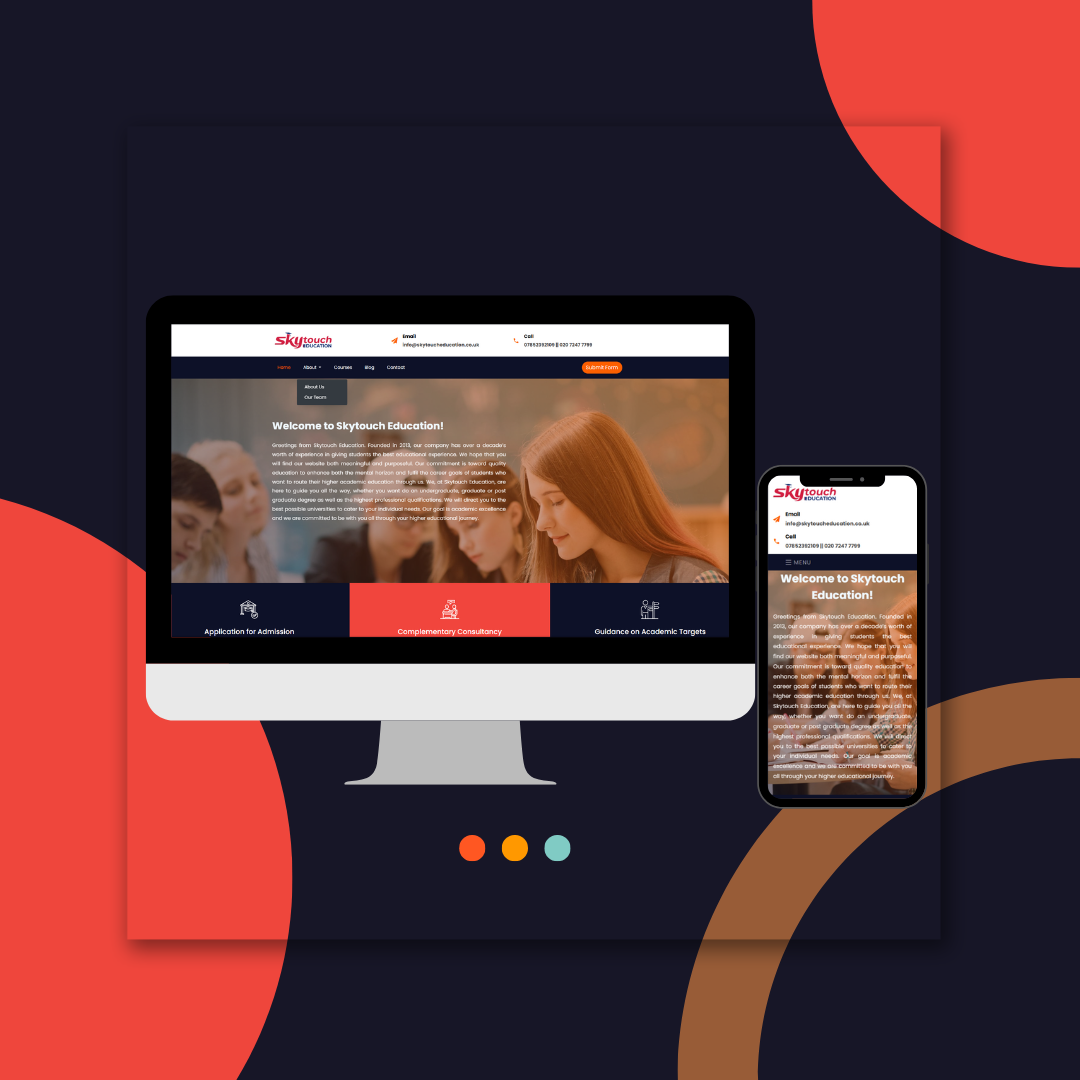 Skytouch
EDUCATION
Email
info@skytoucheducation.co.uk
Call
07852392109 || 020 7247 7799
Home
About
Courses
Blog
Contact
Submit Form
About Us
Our Team
Welcome to Skytouch Education!
Greetings from Skytouch Education. Founded in 2013, our company has over a decade's
worth of experience in giving students the best educational experience. We hope that you
will find our website both meaningful and purposeful. Our commitment is toward quality
education to enhance both the mental horizon and fulfil the career goals of students who
want to route their higher academic education through us. We, at Skytouch Education, are
here to guide you all the way, whether you want do an undergraduate, graduate or post
graduate degree as well as the highest professional qualifications. We will direct you to the
best possible universities to cater to your individual needs. Our goal is academic excellence
and we are committed to be with you all through your higher educational journey.
Application for Admission
Complementary Consultancy
Guidance on Academic Targets
Skytouch
EDUCATION
Email
info@skytoucheducation.co.uk
Call
07852392109 || 020 7247 7799
☰ MENU
Welcome to Skytouch
Education!
Greetings from Skytouch Education. Founded in
2013, our company has over a decade's worth of
experience in giving students the best
educational experience. We hope that you will
find our website both meaningful and purposeful.
Our commitment is toward quality education to
enhance both the mental horizon and fulfil the
career goals of students who want to route their
higher academic education through us. We, at
Skytouch Education, are here to guide you all the
way, whether you want do an undergraduate,
graduate or post graduate degree as well as the
highest professional qualifications. We will direct
you to the best possible universities to cater to
your individual needs. Our goal is academic
excellence and we are committed to be with you
all through your higher educational journey.